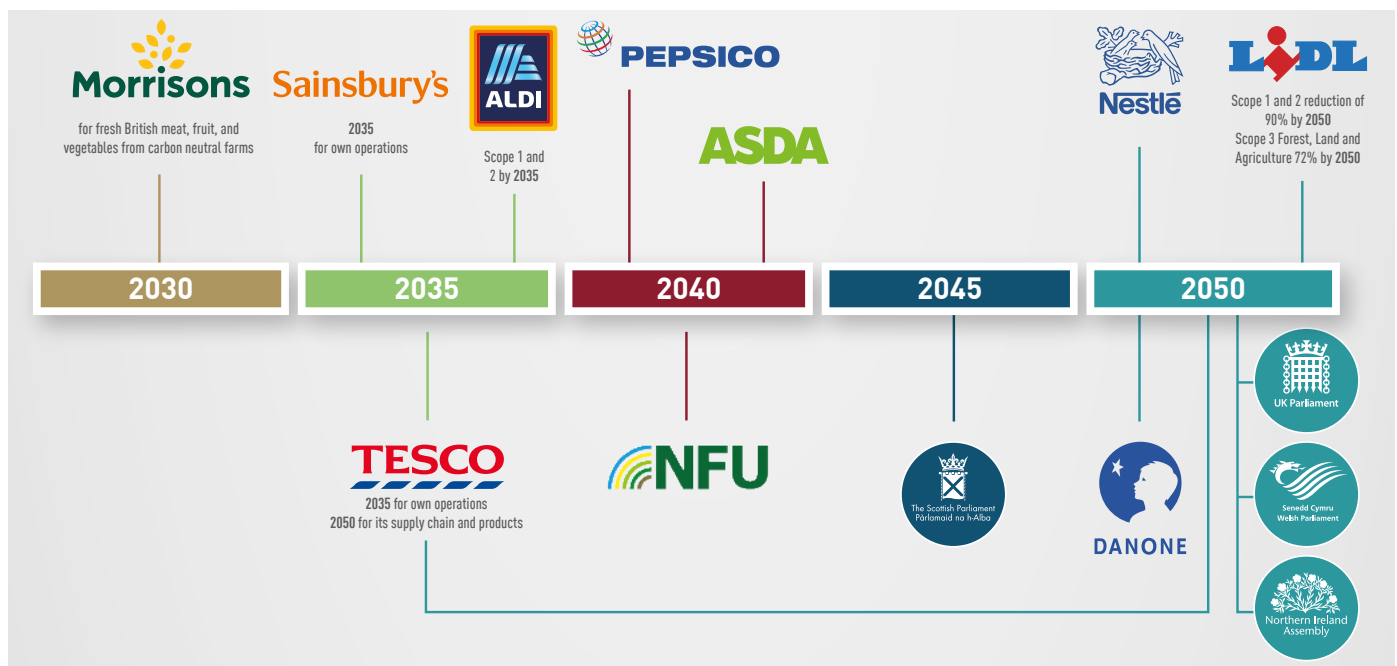 Morrisons
for fresh British meat, fruit, and
vegetables from carbon neutral farms
Sainsbury's
2035
for own operations
ALDI
Scope 1 and
2 by 2035
PEPSICO
ASDA
Nestlé
LIDL
Scope 1 and 2 reduction of
90% by 2050
Scope 3 Forest, Land and
Agriculture 72% by 2050
2030
2035
2040
2045
2050
TESCO
2035 for own operations
2050 for its supply chain and products
NFU
The Scottish Parliament
Pàrlamaid na h-Alba
DANONE
UK Parliament
Senedd Cymru
Welsh Parliament
Northern Ireland
Assembly